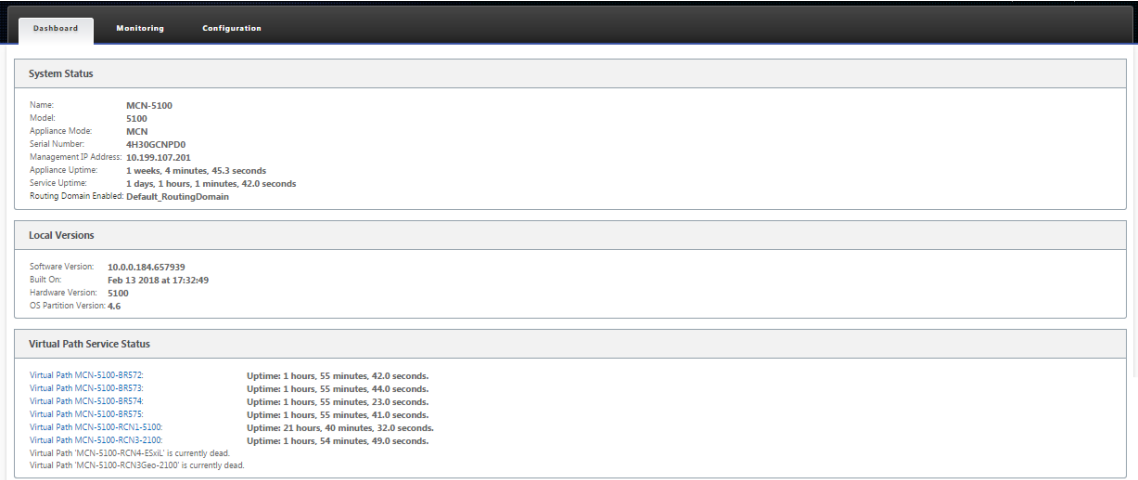 Dashboard Monitoring Configuration
System Status
Name: MCN-5100
Model: 5100
Appliance Mode: MCN
Serial Number: 4H30GCNPD0
Management IP Address: 10.199.107.201
Appliance Uptime: 1 weeks, 4 minutes, 45.3 seconds
Service Uptime: 1 days, 1 hours, 1 minutes, 42.0 seconds
Routing Domain Enabled: Default_RoutingDomain
Local Versions
Software Version: 10.0.0.184.657939
Built On: Feb 13 2018 at 17:32:49
Hardware Version: 5100
OS Partition Version: 4.6
Virtual Path Service Status
Virtual Path MCN-5100-BR572: Uptime: 1 hours, 55 minutes, 42.0 seconds.
Virtual Path MCN-5100-BR573: Uptime: 1 hours, 55 minutes, 44.0 seconds.
Virtual Path MCN-5100-BR574: Uptime: 1 hours, 55 minutes, 23.0 seconds.
Virtual Path MCN-5100-BR575: Uptime: 1 hours, 55 minutes, 41.0 seconds.
Virtual Path MCN-5100-RCN1-5100: Uptime: 21 hours, 40 minutes, 32.0 seconds.
Virtual Path MCN-5100-RCN3-2100: Uptime: 1 hours, 54 minutes, 49.0 seconds.
Virtual Path 'MCN-5100-RCN4-ESxiL' is currently dead.
Virtual Path 'MCN-5100-RCN3Geo-2100' is currently dead.